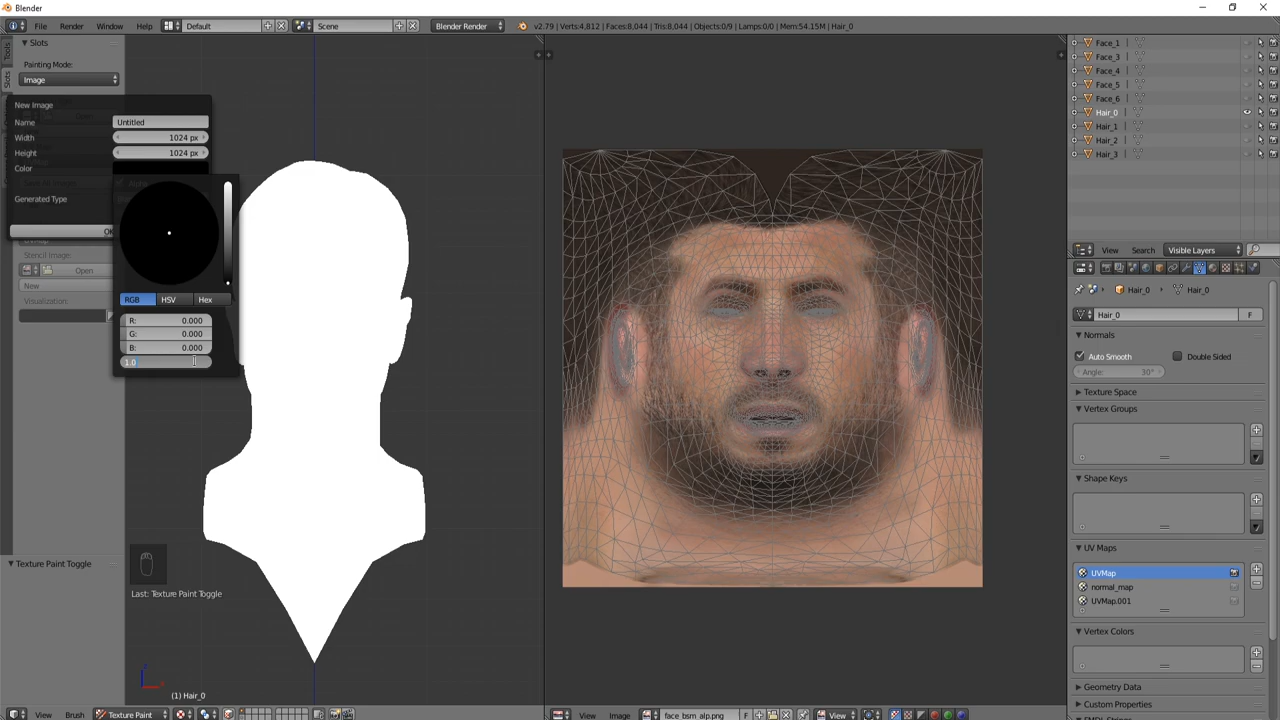 Blender
File Render Window Help Default Scene Blender Render v2.79 | Verts:4,812 | Faces:8,044 | Tris:8,044 | Objects:0/9 | Lamps:0/0 | Mem:54.15M | Hair_0
Slots
Painting Mode:
Image
New Image
Name Untitled
Width 1024 px
Height 1024 px
Color
Generated Type
OK
RGB HSV Hex
R: 0.000
G: 0.000
B: 0.000
1.0
Stencil Image:
Open
New
Visualization:
Texture Paint Toggle
Tools
Slots
Last: Texture Paint Toggle
(1) Hair_0
View Brush Texture Paint
View Image face_bsm_alp.png F View
Face_1
Face_3
Face_4
Face_5
Face_6
Hair_0
Hair_1
Hair_2
Hair_3
View Search Visible Layers
Hair_0 Hair_0
Hair_0 F
Normals
Auto Smooth Double Sided
Angle: 30°
Texture Space
Vertex Groups
Shape Keys
UV Maps
UVMap
normal_map
UVMap.001
Vertex Colors
Geometry Data
Custom Properties